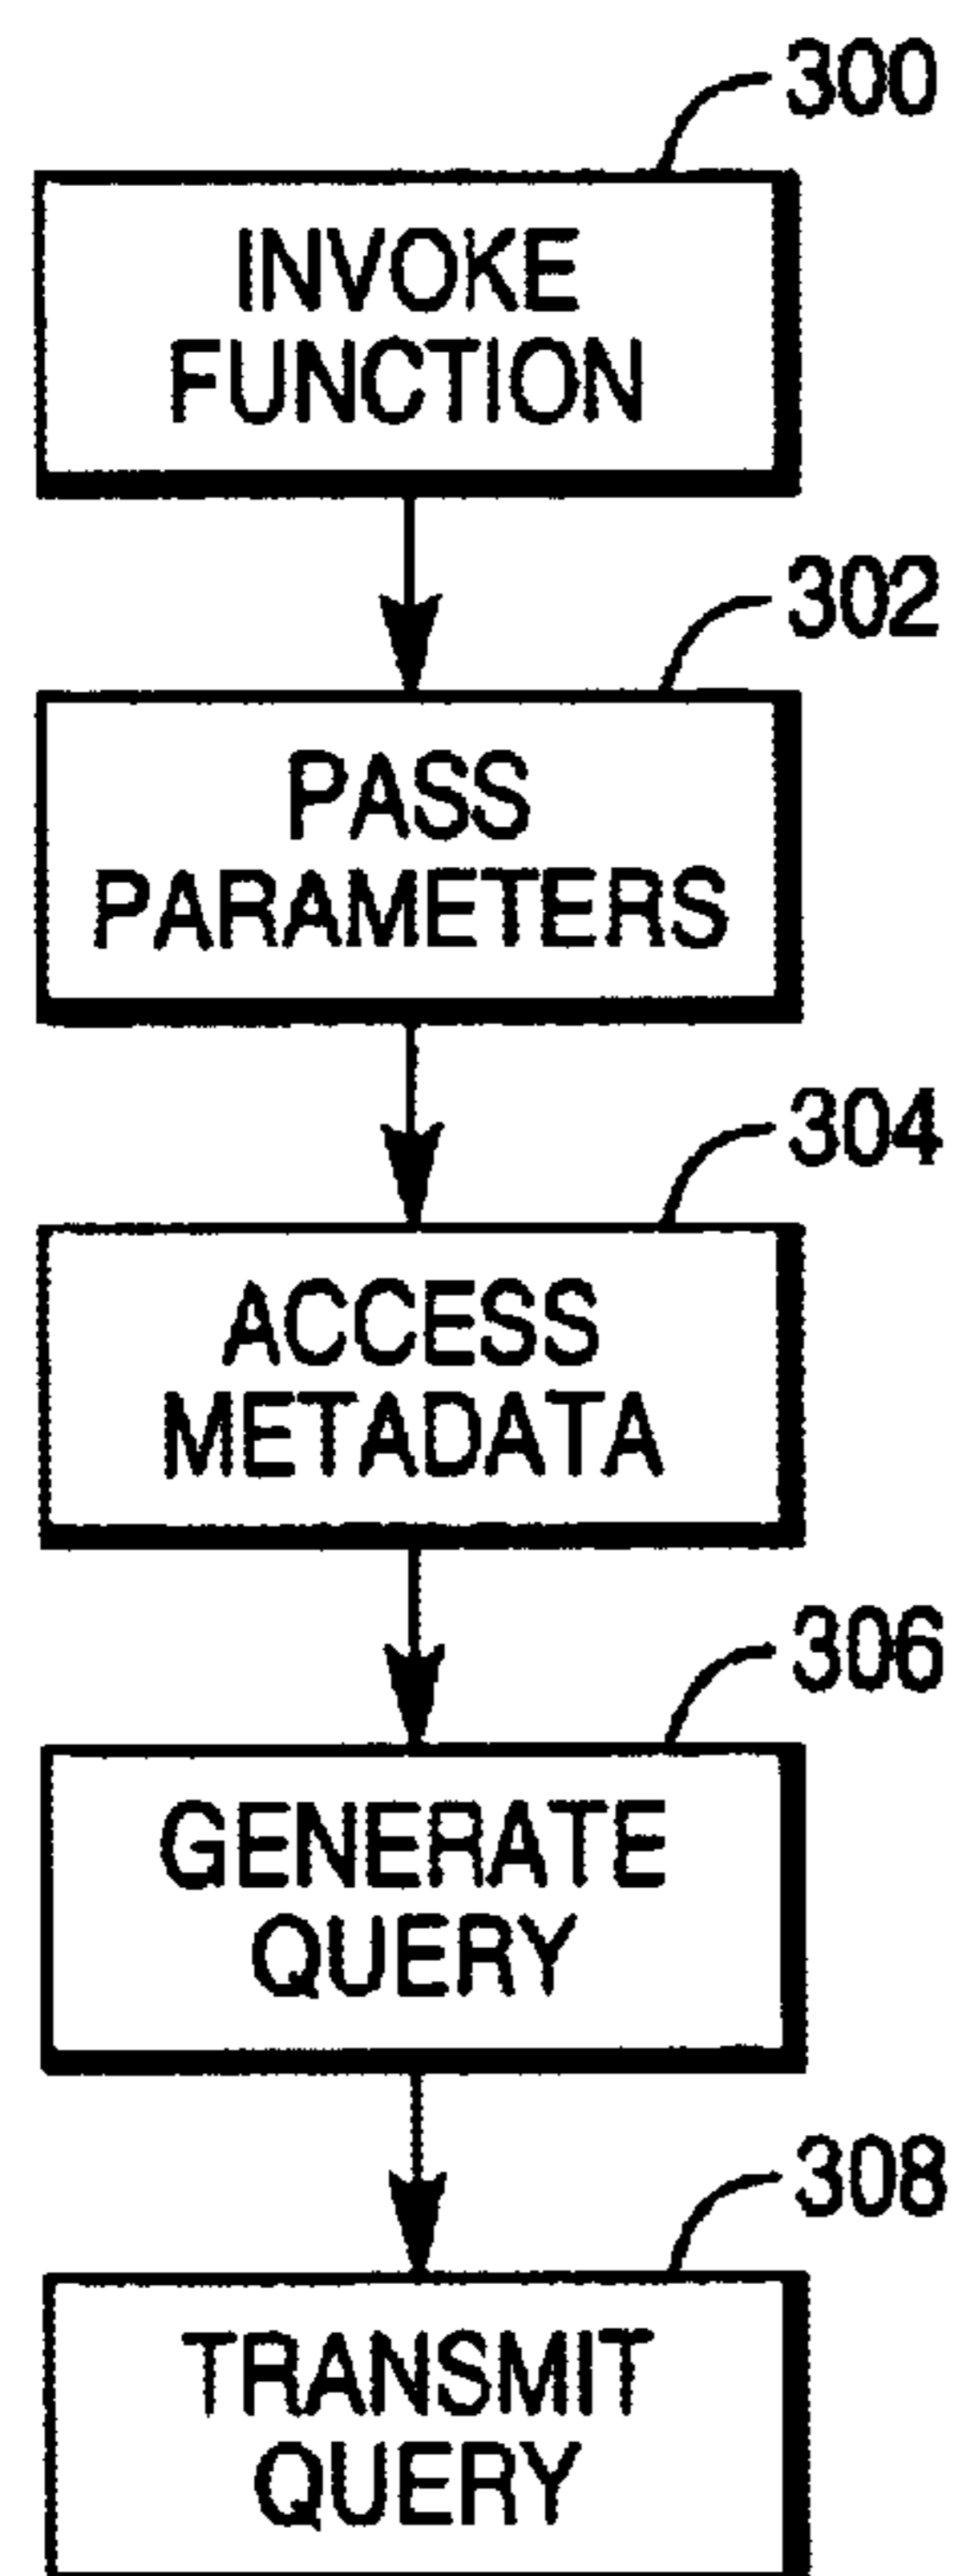 300
INVOKE
FUNCTION
302
PASS
PARAMETERS
304
ACCESS
METADATA
306
GENERATE
QUERY
308
TRANSMIT
QUERY